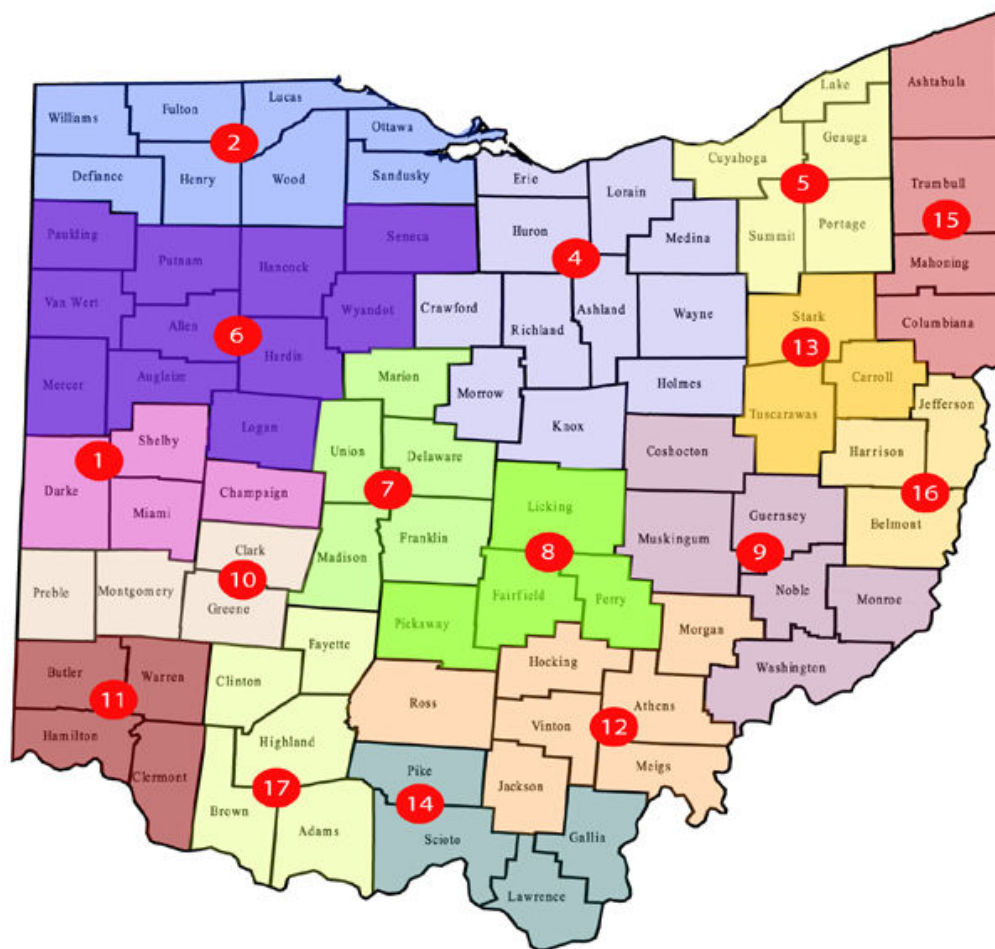 Lake
Ashtabula
Lucas
Fulton
Williams
Ottawa
Geauga
2
Cuyahoga
Erie
Defiance
Henry
Wood
Sandusky
Lorain
5
Trumbull
Portage
15
Paulding
Seneca
Huron
Medina
Summit
Putnam
Hancock
4
Mahoning
Van Wert
Wyandot
Crawford
Ashland
Wayne
Stark
Columbiana
Allen
6
Richland
13
Hardin
Marion
Carroll
Mercer
Auglaize
Morrow
Holmes
Jefferson
Tuscarawas
Logan
Knox
Shelby
Union
Delaware
Coshocton
Harrison
1
Darke
Champaign
7
16
Miami
Licking
Guernsey
Belmont
Franklin
Muskingum
Clark
Madison
8
9
10
Preble
Montgomery
Greene
Fairfield
Perry
Noble
Monroe
Pickaway
Morgan
Fayette
Hocking
Washington
Butler
Warren
Clinton
11
Ross
Athens
Vinton
12
Hamilton
Highland
Meigs
Clermont
Pike
Jackson
17
14
Brown
Adams
Scioto
Gallia
Lawrence